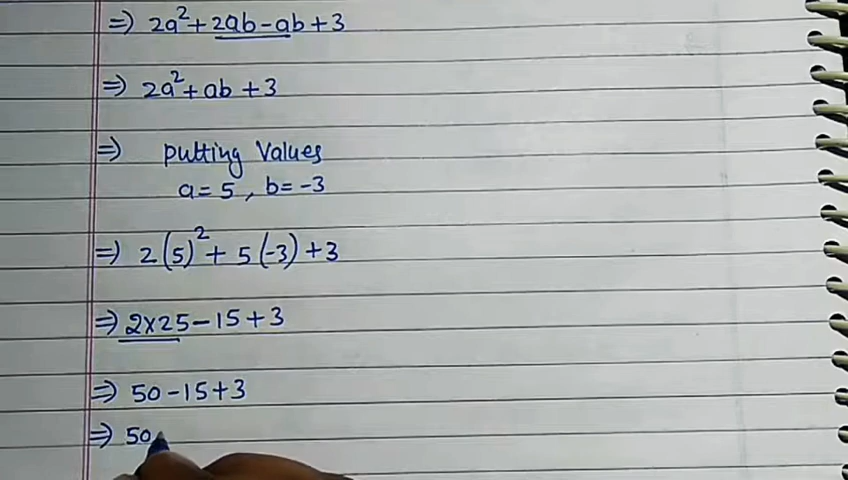 ⇒ 2a²+2ab-ab+3
⇒ 2a²+ab+3
⇒ Putting Values
a=5, b=-3
⇒ 2(5)²+5(-3)+3
⇒ 2×25-15+3
⇒ 50-15+3
⇒ 50